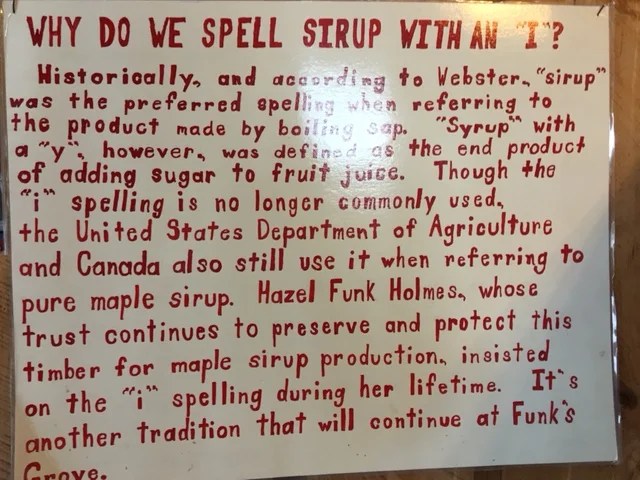 WHY DO WE SPELL SIRUP WITH AN "I"?
Historically, and according to Webster, "sirup"
was the preferred spelling when referring to
the product made by boiling sap. "Syrup" with
a "y", however, was defined as the end product
of adding sugar to fruit juice. Though the
"i" spelling is no longer commonly used,
the United States Department of Agriculture
and Canada also still use it when referring to
pure maple sirup. Hazel Funk Holmes, whose
trust continues to preserve and protect this
timber for maple sirup production, insisted
on the "i" spelling during her lifetime. It's
another tradition that will continue at Funk's
Grove.